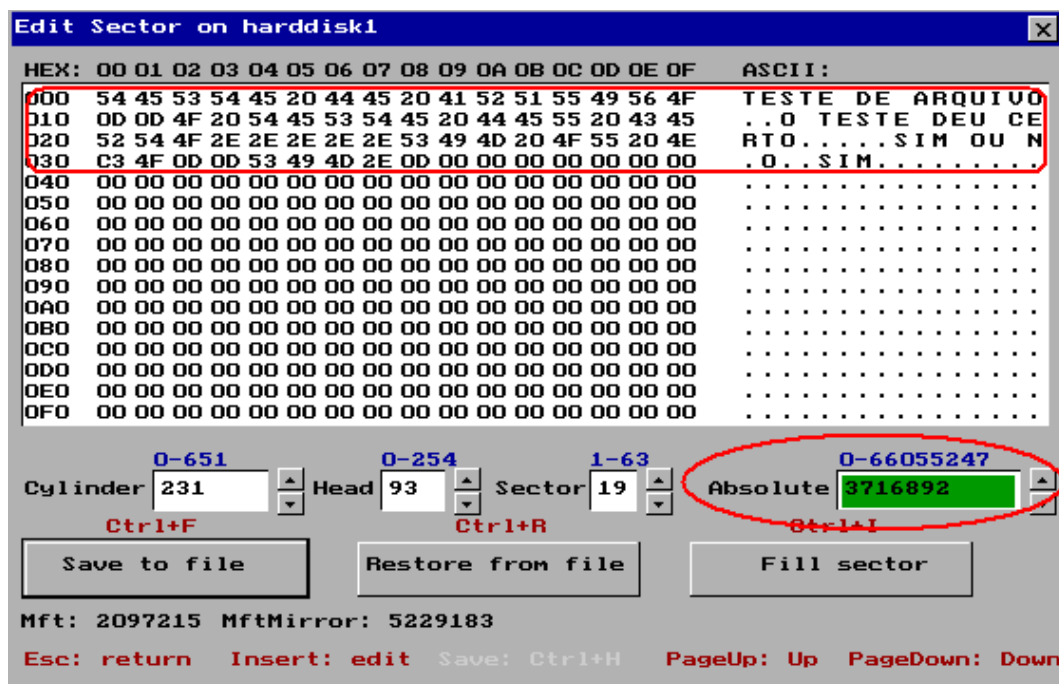 Edit Sector on harddisk1
HEX: 00 01 02 03 04 05 06 07 08 09 0A 0B 0C 0D 0E 0F ASCII:
000 54 45 53 54 45 20 44 45 20 41 52 51 55 49 56 4F TESTE DE ARQUIVO
010 0D 0D 4F 20 54 45 53 54 45 20 44 45 55 20 43 45 ..O TESTE DEU CE
020 52 54 4F 2E 2E 2E 2E 2E 53 49 4D 20 4F 55 20 4E RTO.....SIM OU N
030 C3 4F 0D 0D 53 49 4D 2E 0D 00 00 00 00 00 00 00 .O..SIM.........
040 00 00 00 00 00 00 00 00 00 00 00 00 00 00 00 00 ................
050 00 00 00 00 00 00 00 00 00 00 00 00 00 00 00 00 ................
060 00 00 00 00 00 00 00 00 00 00 00 00 00 00 00 00 ................
070 00 00 00 00 00 00 00 00 00 00 00 00 00 00 00 00 ................
080 00 00 00 00 00 00 00 00 00 00 00 00 00 00 00 00 ................
090 00 00 00 00 00 00 00 00 00 00 00 00 00 00 00 00 ................
0A0 00 00 00 00 00 00 00 00 00 00 00 00 00 00 00 00 ................
0B0 00 00 00 00 00 00 00 00 00 00 00 00 00 00 00 00 ................
0C0 00 00 00 00 00 00 00 00 00 00 00 00 00 00 00 00 ................
0D0 00 00 00 00 00 00 00 00 00 00 00 00 00 00 00 00 ................
0E0 00 00 00 00 00 00 00 00 00 00 00 00 00 00 00 00 ................
0F0 00 00 00 00 00 00 00 00 00 00 00 00 00 00 00 00 ................
0-651 0-254 1-63 0-66055247
Cylinder 231 Head 93 Sector 19 Absolute 3716892
Ctrl+F Ctrl+R Ctrl+I
Save to file Restore from file Fill sector
Mft: 2097215 MftMirror: 5229183
Esc: return Insert: edit Save: Ctrl+H PageUp: Up PageDown: Down